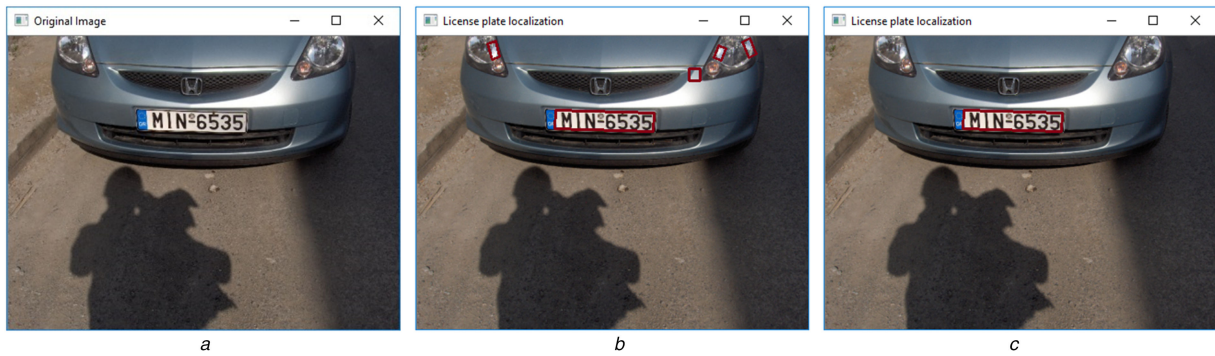 Original Image
License plate localization
License plate localization
MIN-6535
MIN-6535
MIN-6535
a
b
c